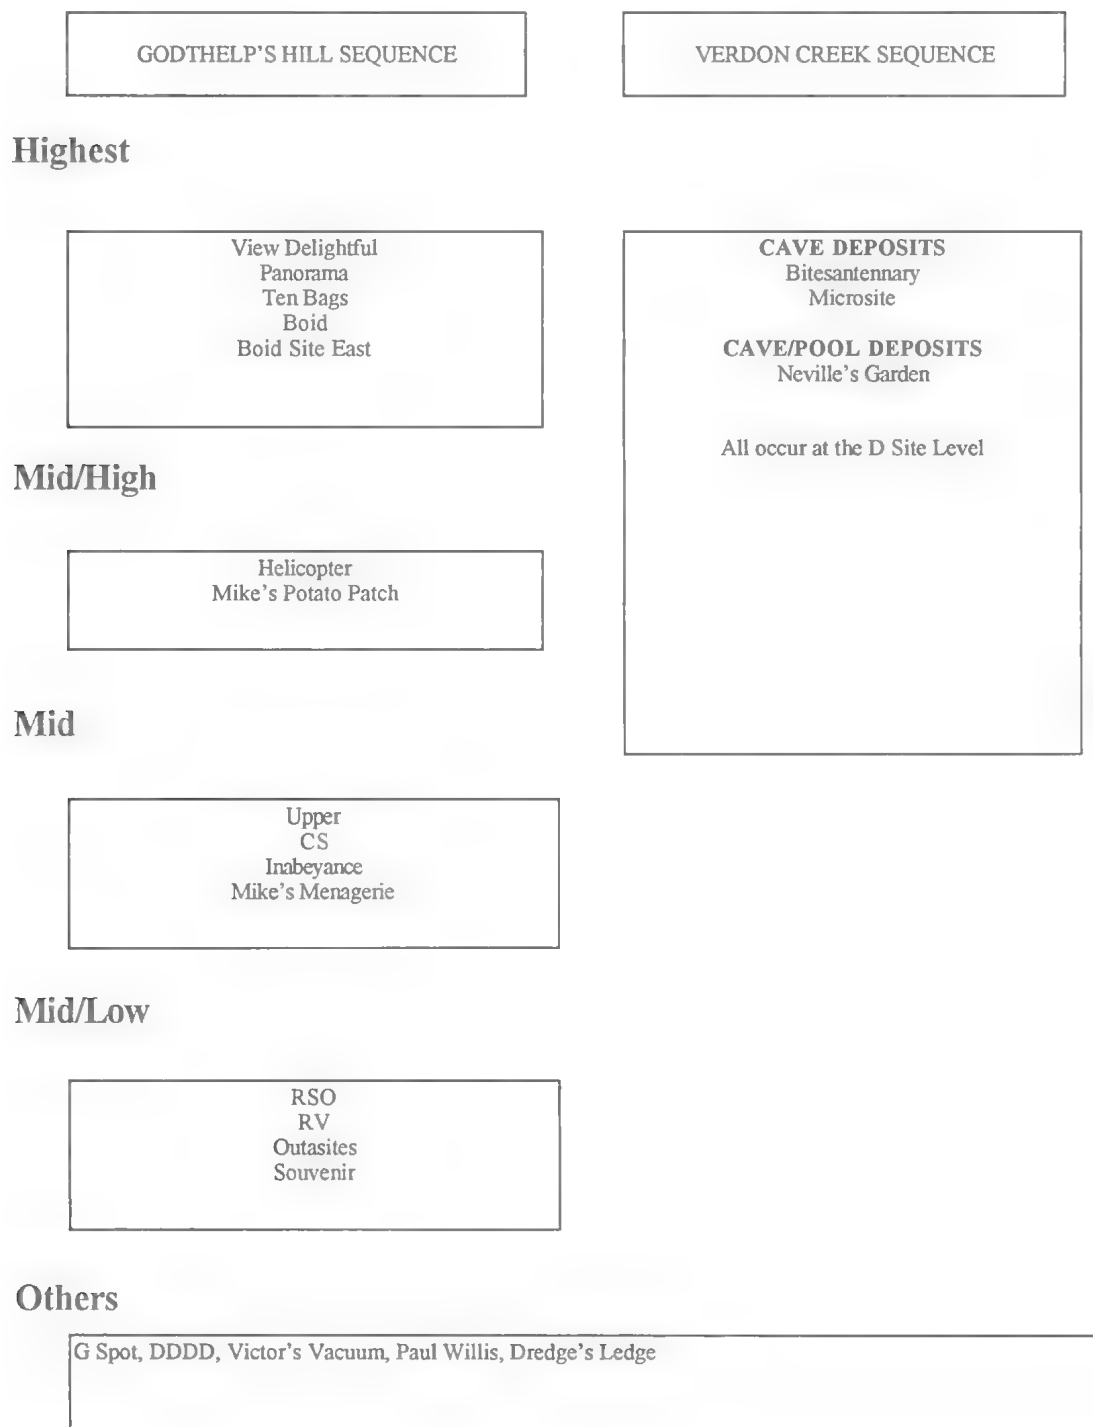 GODTHELP'S HILL SEQUENCE
VERDON CREEK SEQUENCE
Highest
View Delightful
Panorama
Ten Bags
Boid
Boid Site East
CAVE DEPOSITS
Bitesantennary
Microsite
CAVE/POOL DEPOSITS
Neville's Garden
All occur at the D Site Level
Mid/High
Helicopter
Mike's Potato Patch
Mid
Upper
CS
Inabeyance
Mike's Menagerie
Mid/Low
RSO
RV
Outasites
Souvenir
Others
G Spot, DDDD, Victor's Vacuum, Paul Willis, Dredge's Ledge